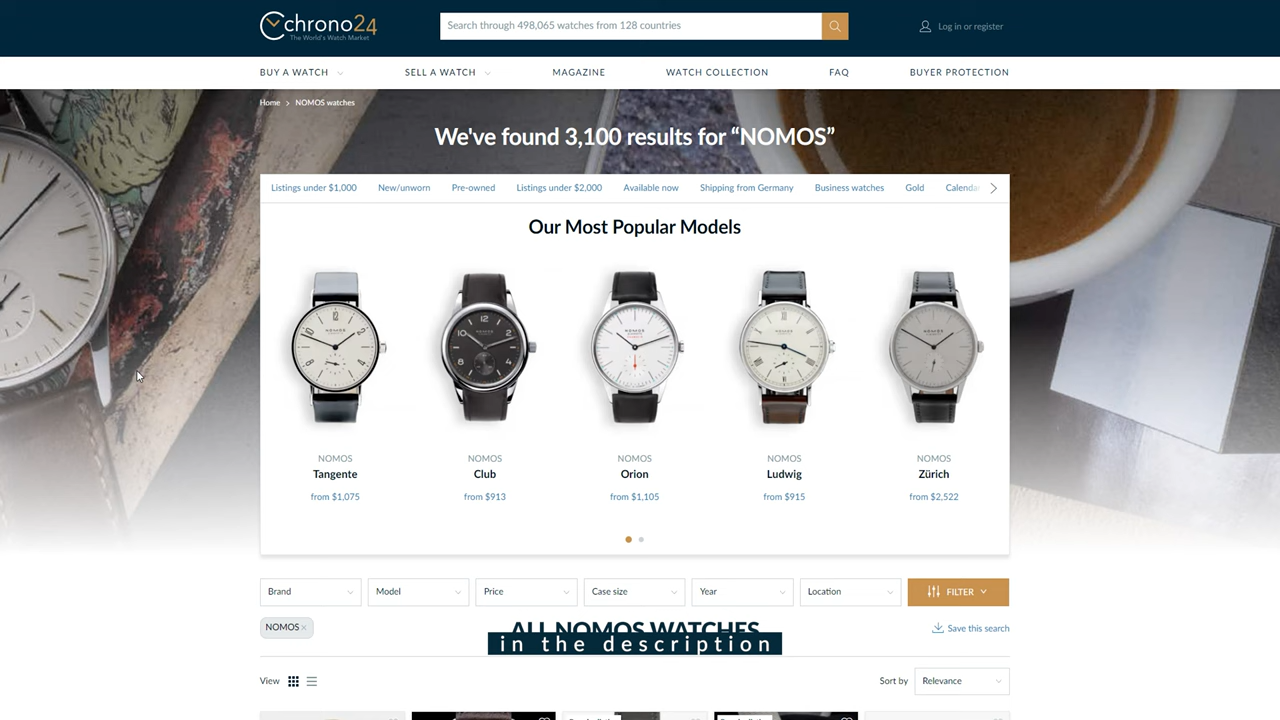 chrono24
The World's Watch Market
Search through 498,065 watches from 128 countries
Log in or register
BUY A WATCH
SELL A WATCH
MAGAZINE
WATCH COLLECTION
FAQ
BUYER PROTECTION
Home > NOMOS watches
We've found 3,100 results for “NOMOS”
Listings under $1,000
New/unworn
Pre-owned
Listings under $2,000
Available now
Shipping from Germany
Business watches
Gold
Calenda
Our Most Popular Models
NOMOS
Tangente
from $1,075
NOMOS
Club
from $913
NOMOS
Orion
from $1,105
NOMOS
Ludwig
from $915
NOMOS
Zürich
from $2,522
Brand
Model
Price
Case size
Year
Location
FILTER
NOMOS ×
ALL NOMOS WATCHES
in the description
Save this search
View
Sort by
Relevance